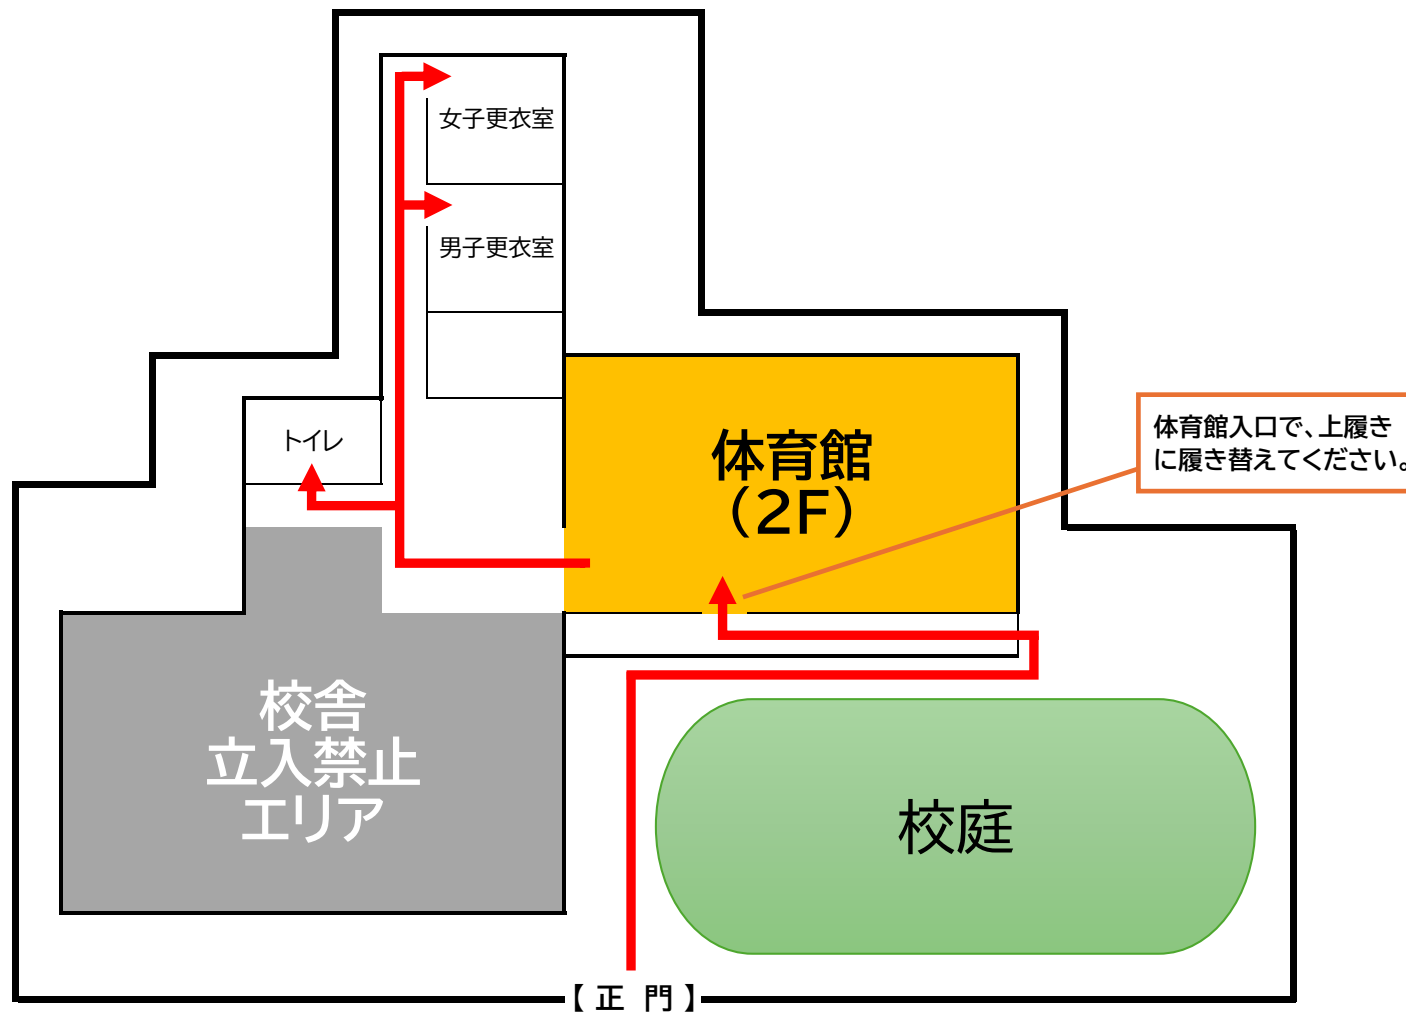 女子更衣室
男子更衣室
トイレ
体育館
（2F）
体育館入口で、上履き
に履き替えてください。
校舎
立入禁止
エリア
校庭
【 正 門 】